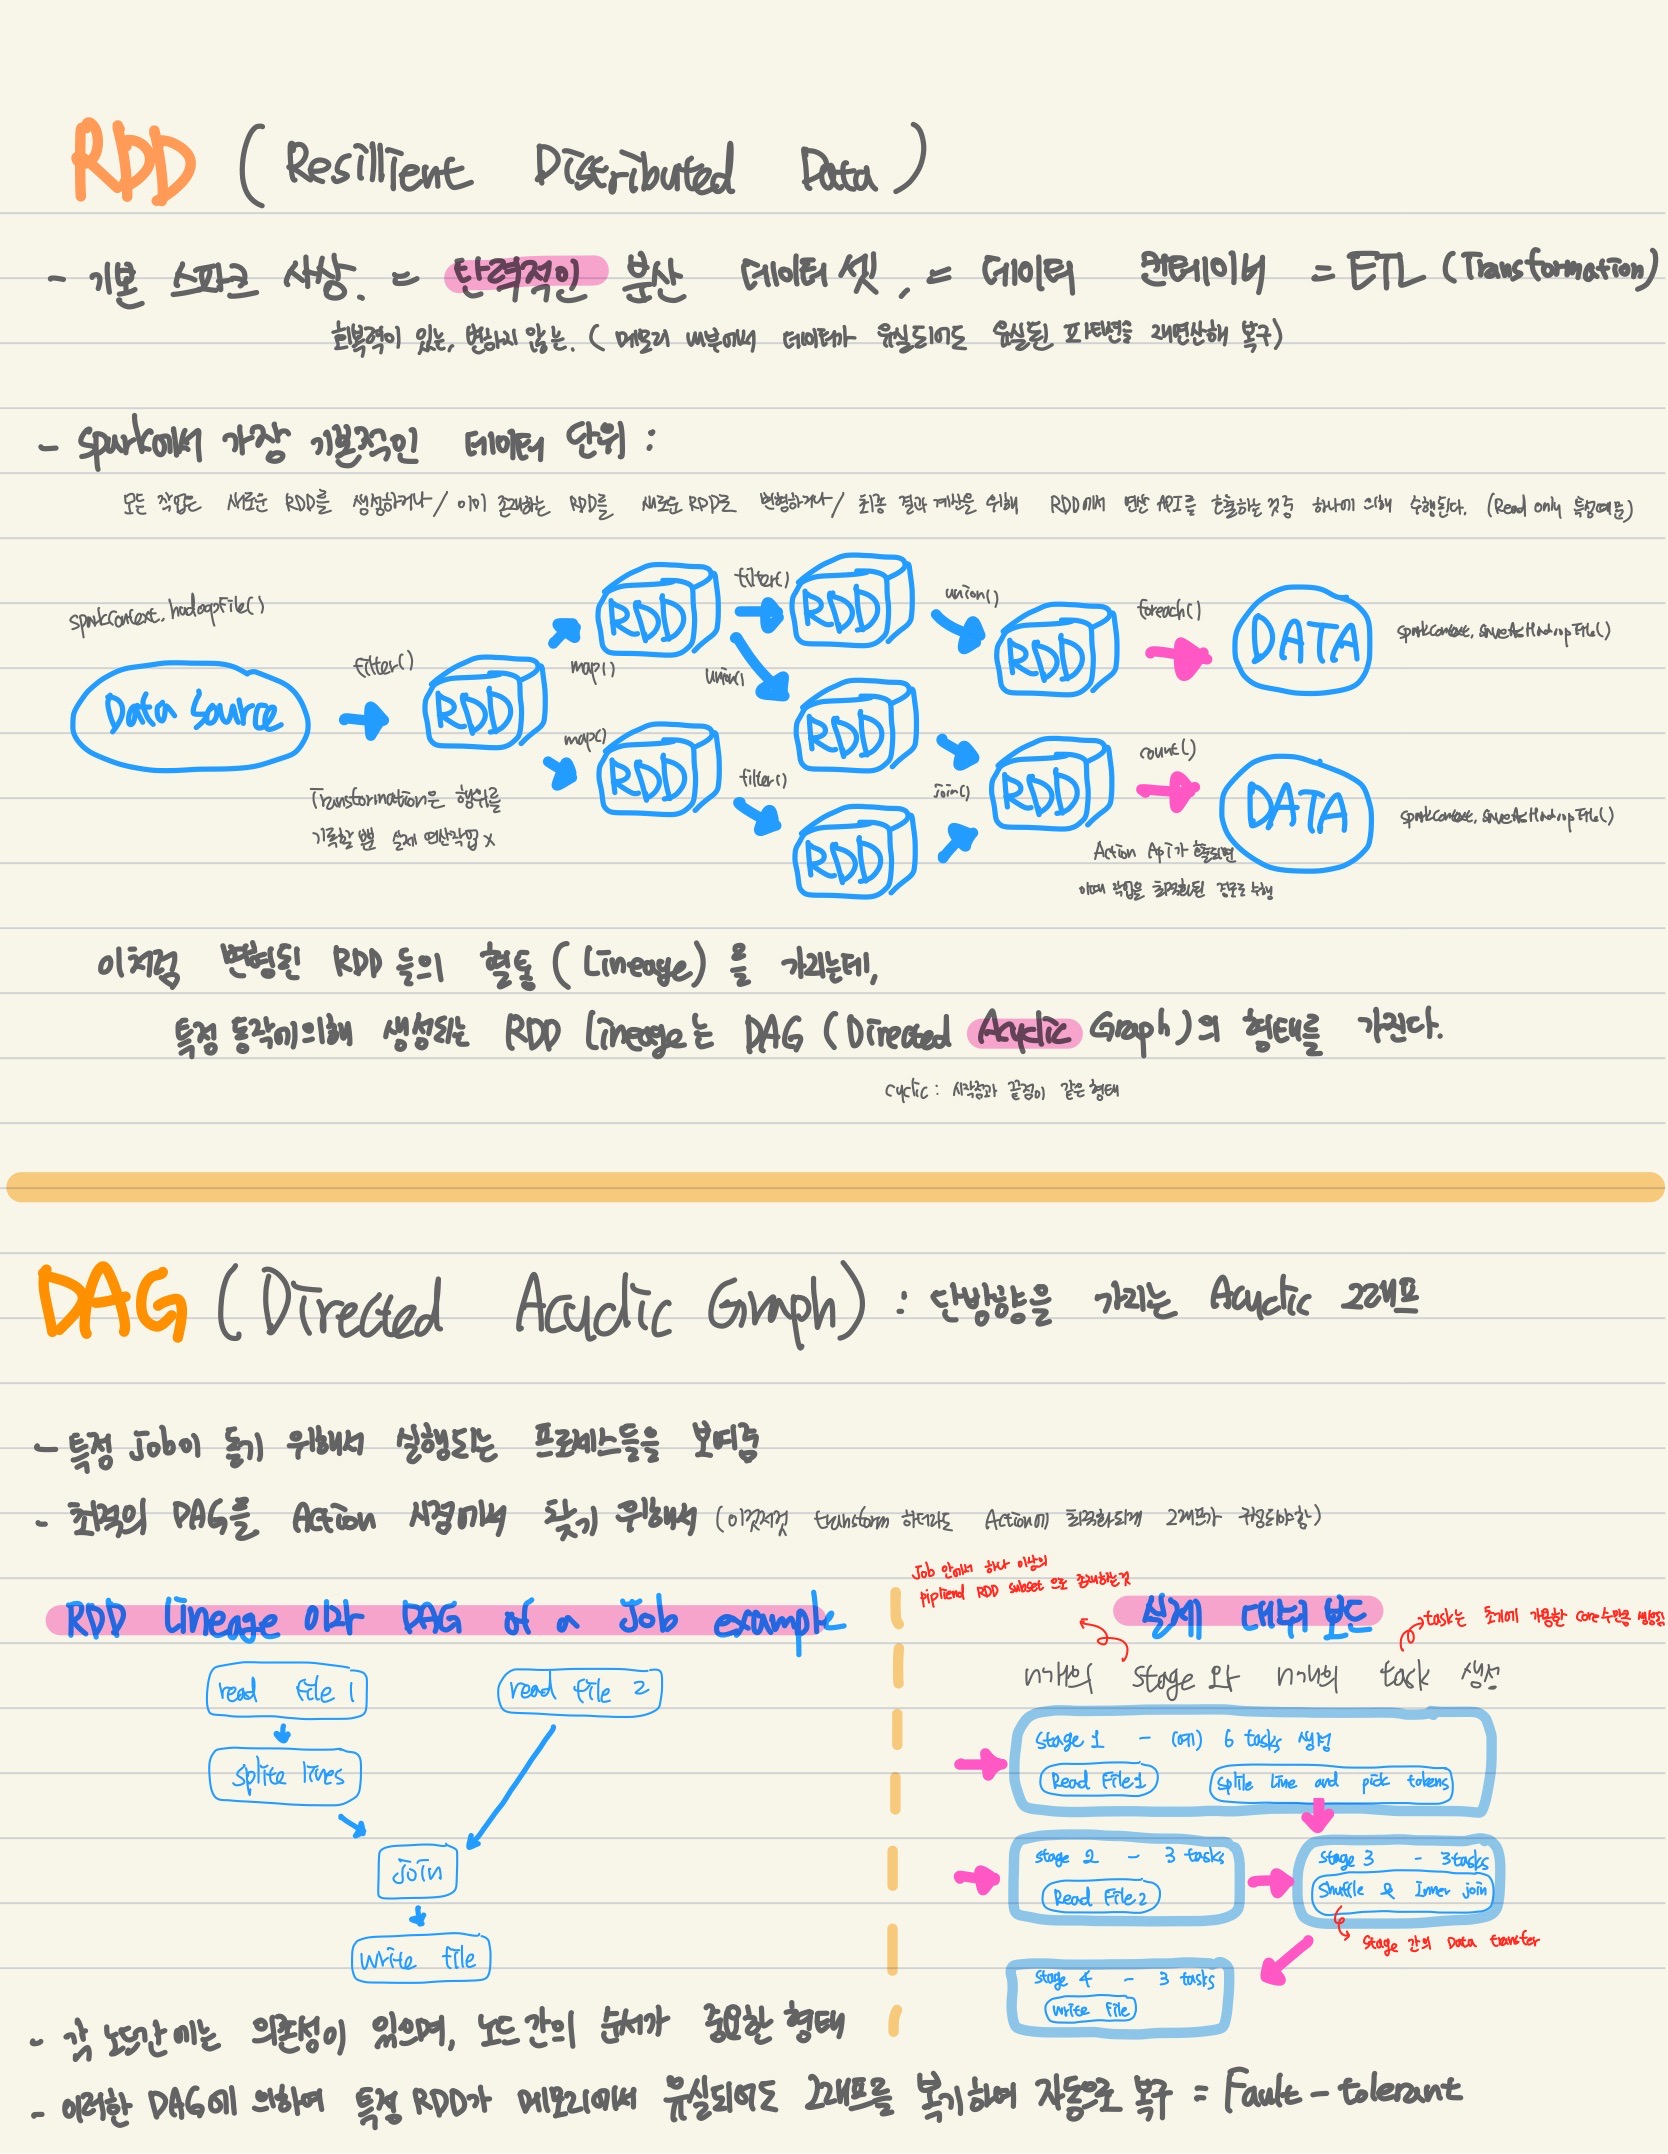 RDD (Resillient Distributed Data)
- 기본 스파크 사상. = 탄력적인 분산 데이터 셋. = 데이터 컨테이너 = ETL (Transformation)
회복력이 있는, 변하지 않는. (메모리 내부에서 데이터가 유실되어도 유실된 파티션을 재연산해 복구)
- Spark에서 가장 기본적인 데이터 단위 :
모든 작업은 새로운 RDD를 생성하거나 / 이미 존재하는 RDD를 새로운 RDD로 변형하거나 / 최종 결과 계산을 위해 RDD에서 연산 API를 호출하는 것중 하나에 의해 수행된다. (Read only 특성때문)
SparkContext. hadoopFile()
Data Source
filter()
RDD
map()
map()
RDD
RDD
filter()
union()
filter()
RDD
RDD
RDD
union()
join()
RDD
RDD
foreach()
count()
DATA
DATA
SparkContext. SaveAsHadoopFile()
SparkContext. SaveAsHadoopFile()
Transformation은 행위를
기록할 뿐 실제 연산작업 X
Action Api가 호출되면
이때 작업을 최적화된 경로로 수행
이처럼 변형된 RDD 들의 혈통 (Lineage) 를 가리는데,
특정 동작에의해 생성되는 RDD Lineage는 DAG (Directed Acyclic Graph)의 형태를 가진다.
cyclic : 시작점과 끝점이 같은 형태
DAG (Directed Acyclic Graph) : 단방향을 가리는 Acyclic 그래프
- 특정 Job이 돌기 위해서 실행되는 프로세스들을 보여줌
- 최적의 DAG를 Action 시점에서 찾기 위해서 (이것저것 transform 하더라도 Action에 최적화되게 그래프가 규정되야함)
RDD Lineage 이와 DAG of a Job example
read file 1
read file 2
splite lines
join
write file
Job 안에서 하나 이상의
pipliend RDD subset 으로 존재하는것
실제 대쉬 보드
task는 초기에 가용한 core수만큼 생성됨
n개의 stage 와 n개의 task 생성
Stage 1 - (예) 6 tasks 생성
Read File1
Splite Line and pick tokens
Stage 2 - 3 tasks
Read File2
Stage 3 - 3tasks
Shuffle & Inner join
Stage 간의 Data transfer
Stage 4 - 3 tasks
write file
- 각 노드간에는 의존성이 있으며, 노드 간의 순서가 중요한 형태
- 이러한 DAG에 의하여 특정 RDD가 메모리에서 유실되어도 그래프를 복기하여 자동으로 복구 = Fault - tolerant